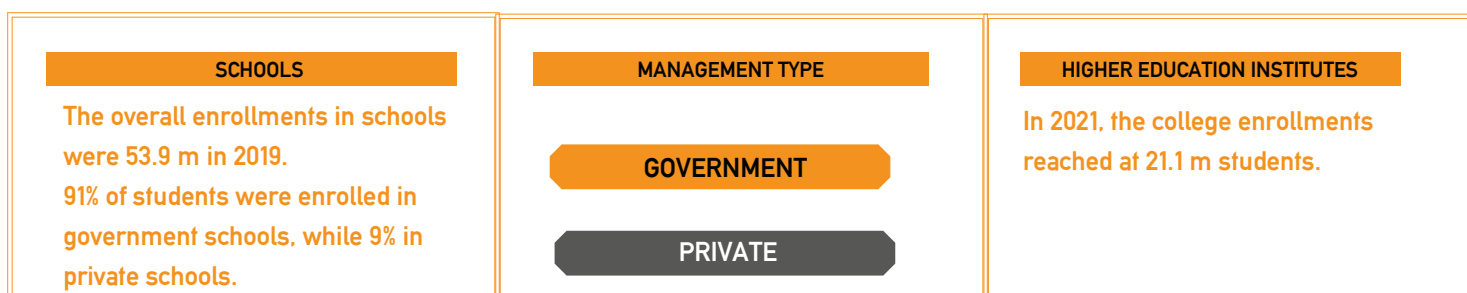 SCHOOLS
The overall enrollments in schools
were 53.9 m in 2019.
91% of students were enrolled in
government schools, while 9% in
private schools.
MANAGEMENT TYPE
GOVERNMENT
PRIVATE
HIGHER EDUCATION INSTITUTES
In 2021, the college enrollments
reached at 21.1 m students.